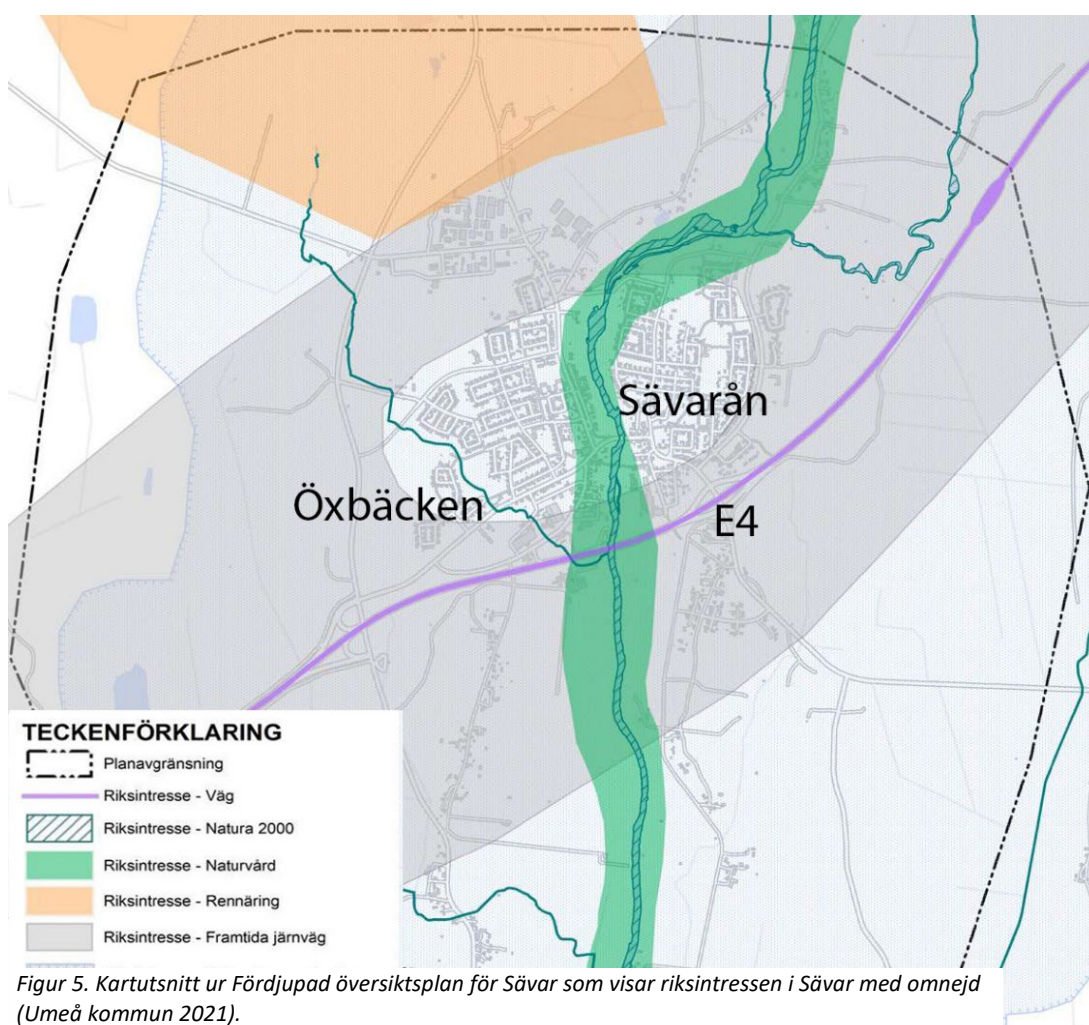 Sävarån
Öxbäcken
E4
TECKENFÖRKLARING
Planavgränsning
Riksintresse - Väg
Riksintresse - Natura 2000
Riksintresse - Naturvård
Riksintresse - Rennäring
Riksintresse - Framtida järnväg
Figur 5. Kartutsnitt ur Fördjupad översiktsplan för Sävar som visar riksintressen i Sävar med omnejd
(Umeå kommun 2021).